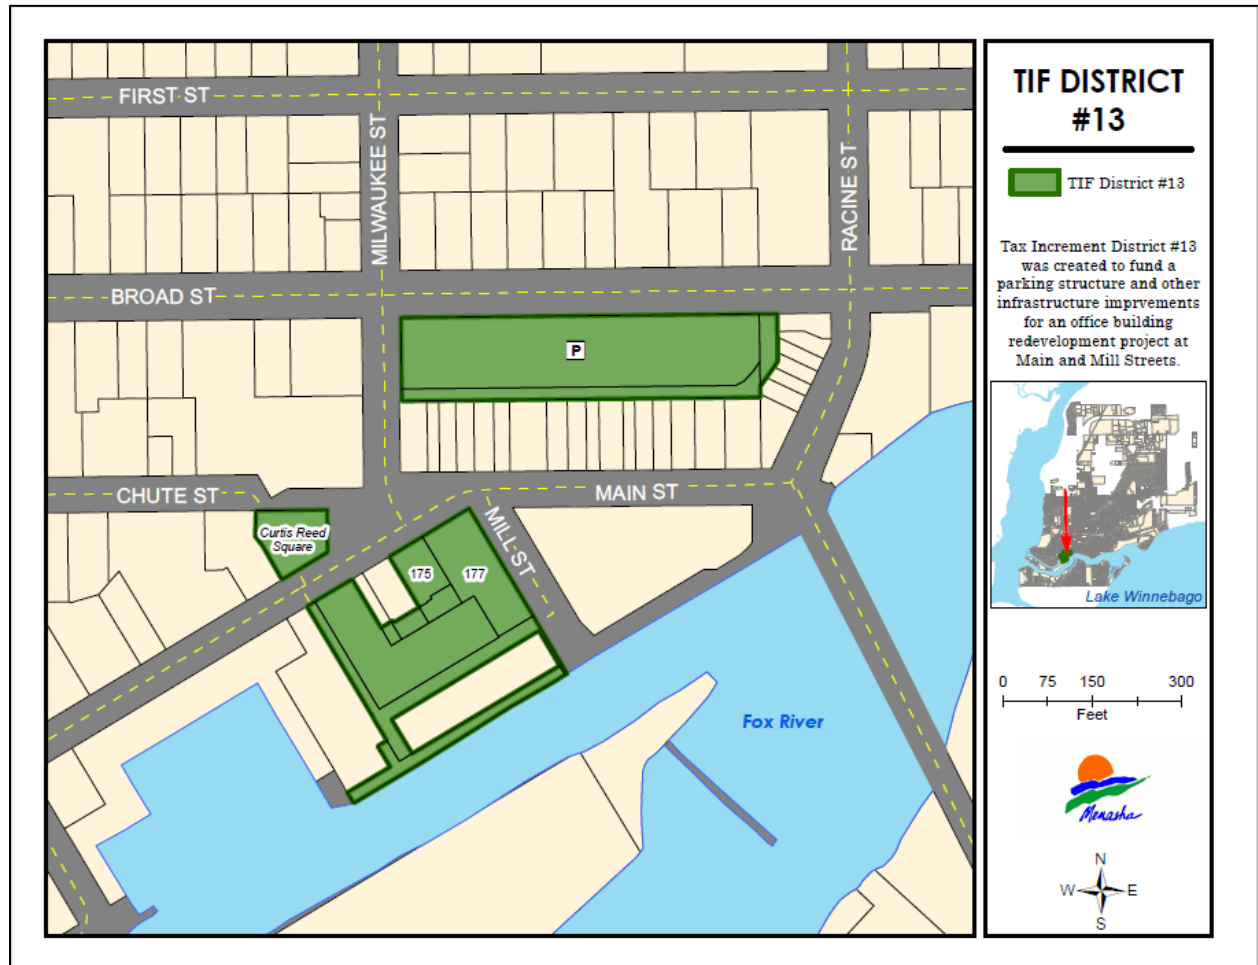 FIRST ST
MILWAUKEE ST
RACINE ST
BROAD ST
P
CHUTE ST
MAIN ST
MILL ST
Curtis Reed
Square
175
177
Fox River
TIF DISTRICT
#13
TIF District #13
Tax Increment District #13
was created to fund a
parking structure and other
infrastructure imprvements
for an office building
redevelopment project at
Main and Mill Streets.
Lake Winnebago
0 75 150 300
Feet
Menasha
N
W E
S